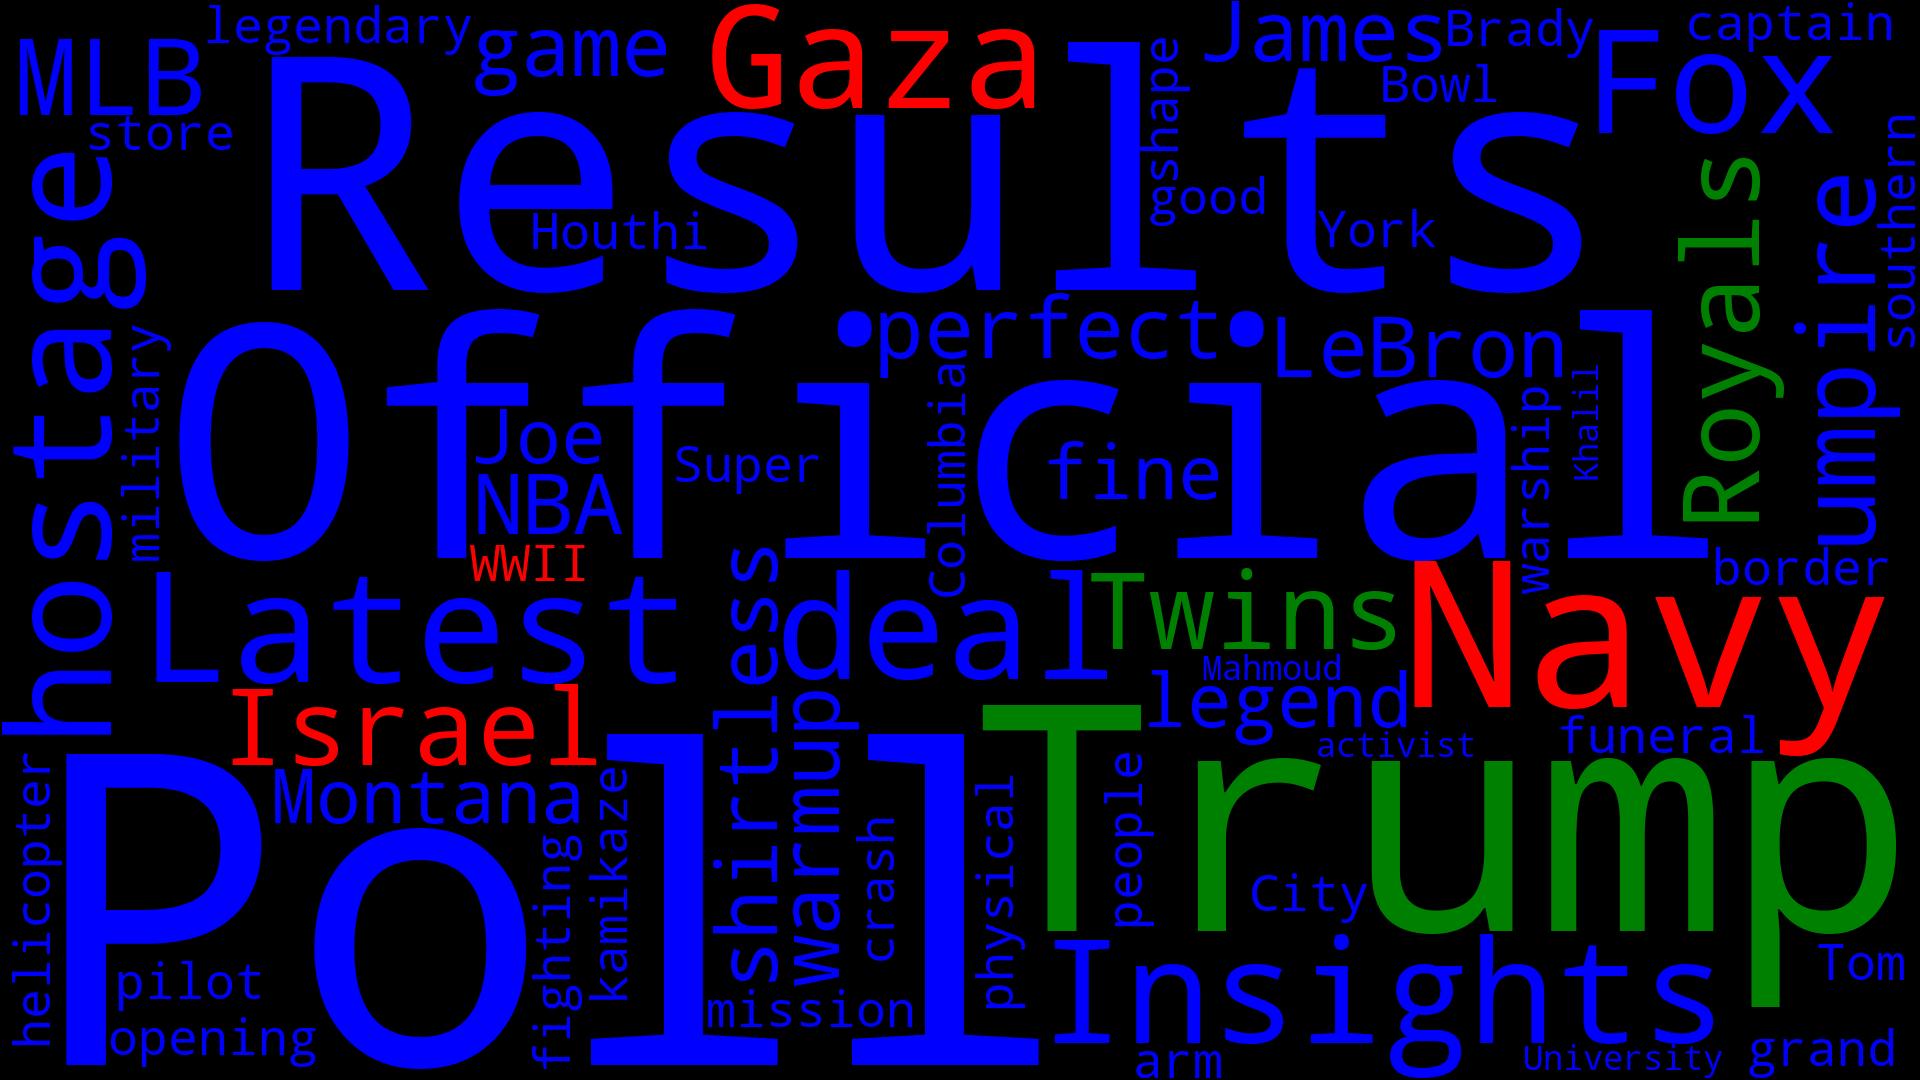 legendary
game
Gaza
James
Brady
captain
MLB
Bowl
Fox
store
Results
gshape
good
York
Houthi
southern
Royals
umpire
hostage
military
•perfect•
LeBron
Official
Joe
NBA
Super
Columbia
fine
warship
Khalil
WWII
border
Latest
shirtless
deal
Twins
Navy
Mahmoud
legend
Israel
activist
funeral
Poll
Trump
Montana
warmup
helicopter
fighting
kamikaze
crash
physical
people
City
pilot
mission
Insights
Tom
opening
arm
University
grand